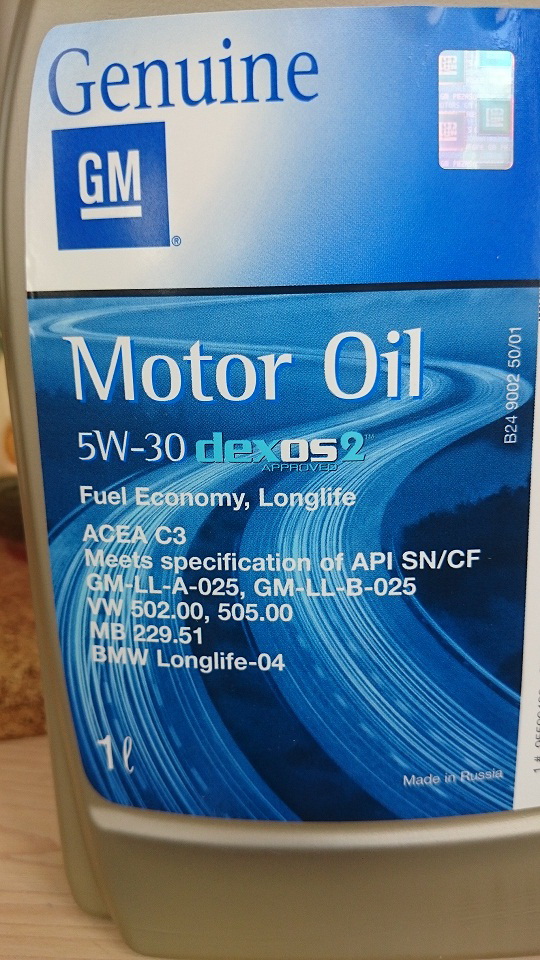 Genuine
GM
®
Motor Oil
5W-30 dexos2™
APPROVED
Fuel Economy, Longlife
ACEA C3
Meets specification of API SN/CF
GM-LL-A-025, GM-LL-B-025
VW 502.00, 505.00
MB 229.51
BMW Longlife-04
1 ℓ
Made in Russia
B24 9002 50/01